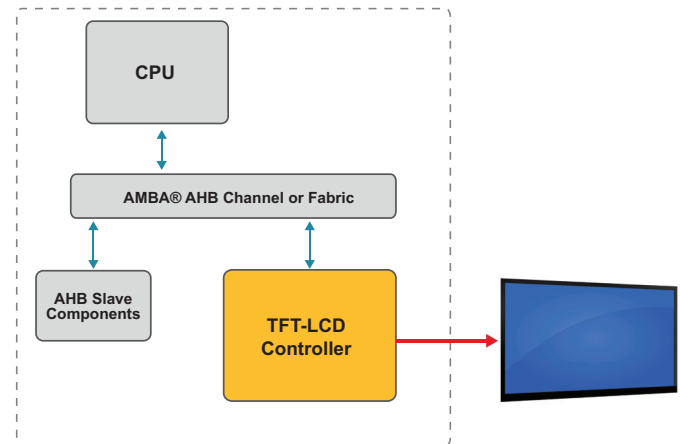 CPU
AMBA® AHB Channel or Fabric
AHB Slave
Components
TFT-LCD
Controller